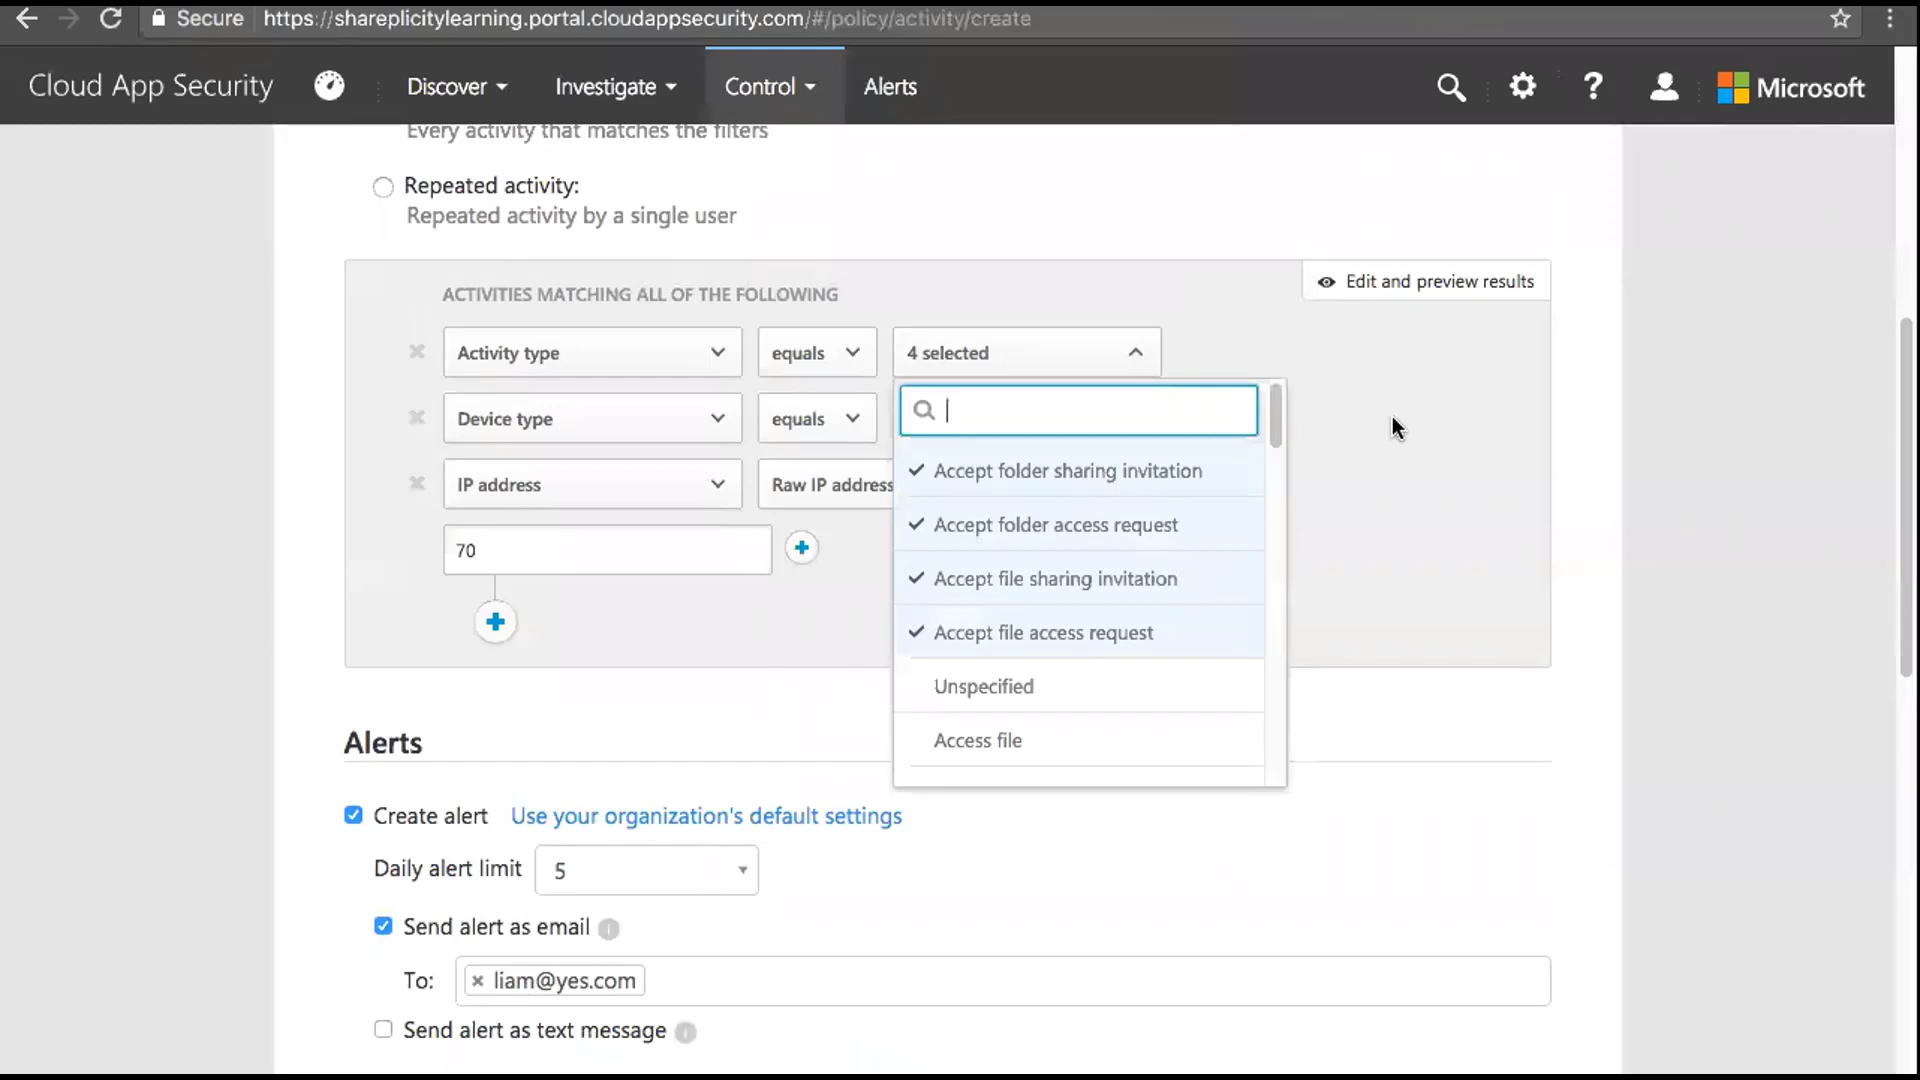 Secure https://shareplicitylearning.portal.cloudappsecurity.com/#/policy/activity/create
Cloud App Security Discover Investigate Control Alerts ? Microsoft
Every activity that matches the filters
Repeated activity:
Repeated activity by a single user
ACTIVITIES MATCHING ALL OF THE FOLLOWING
Edit and preview results
Activity type equals 4 selected
Device type equals
IP address Raw IP address
70
Accept folder sharing invitation
Accept folder access request
Accept file sharing invitation
Accept file access request
Unspecified
Access file
Alerts
Create alert Use your organization's default settings
Daily alert limit 5
Send alert as email
To: liam@yes.com
Send alert as text message